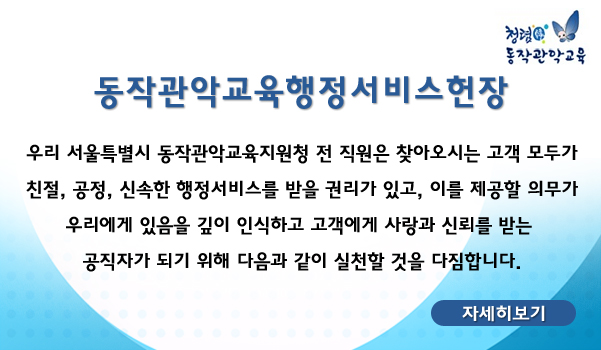 청렴
동작관악교육
동작관악교육행정서비스헌장
우리 서울특별시 동작관악교육지원청 전 직원은 찾아오시는 고객 모두가
친절, 공정, 신속한 행정서비스를 받을 권리가 있고, 이를 제공할 의무가
우리에게 있음을 깊이 인식하고 고객에게 사랑과 신뢰를 받는
공직자가 되기 위해 다음과 같이 실천할 것을 다짐합니다.
자세히보기